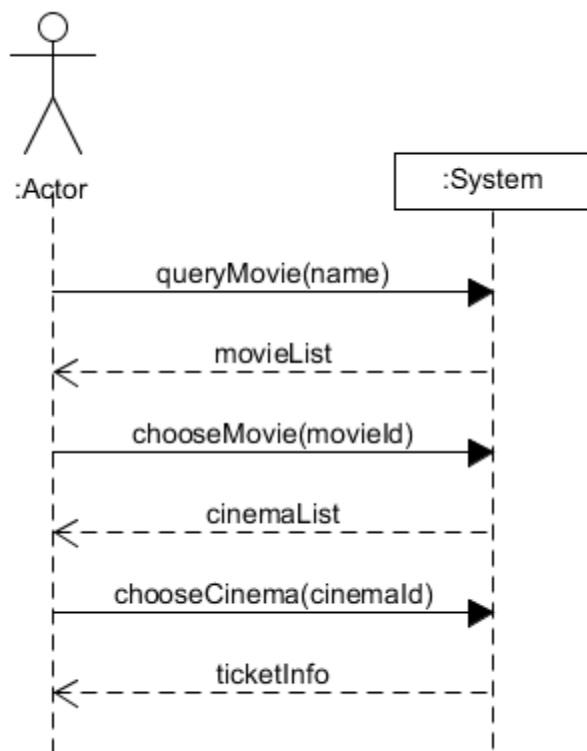 :Actor
:System
queryMovie(name)
movieList
chooseMovie(movieId)
cinemaList
chooseCinema(cinemaId)
ticketInfo